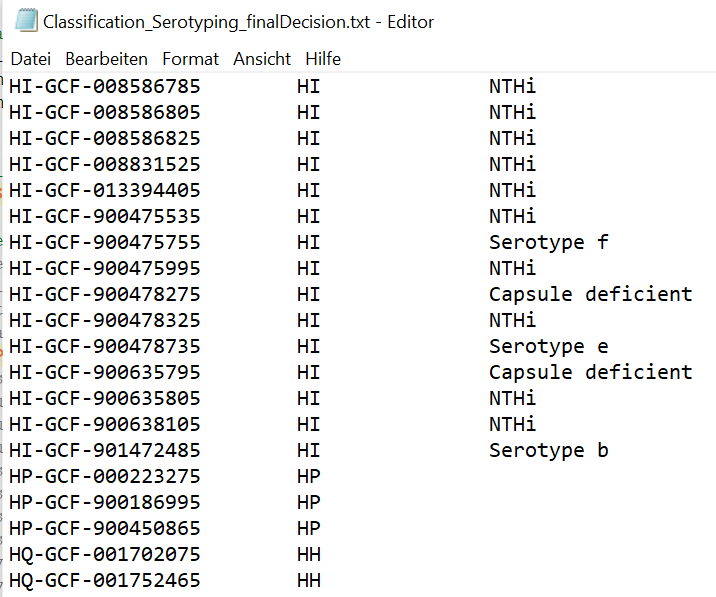 Classification_Serotyping_finalDecision.txt - Editor
Datei Bearbeiten Format Ansicht Hilfe
HI-GCF-008586785 HI NTHi
HI-GCF-008586805 HI NTHi
HI-GCF-008586825 HI NTHi
HI-GCF-008831525 HI NTHi
HI-GCF-013394405 HI NTHi
HI-GCF-900475535 HI NTHi
HI-GCF-900475755 HI Serotype f
HI-GCF-900475995 HI NTHi
HI-GCF-900478275 HI Capsule deficient
HI-GCF-900478325 HI NTHi
HI-GCF-900478735 HI Serotype e
HI-GCF-900635795 HI Capsule deficient
HI-GCF-900635805 HI NTHi
HI-GCF-900638105 HI NTHi
HI-GCF-901472485 HI Serotype b
HP-GCF-000223275 HP
HP-GCF-900186995 HP
HP-GCF-900450865 HP
HQ-GCF-001702075 HH
HQ-GCF-001752465 HH